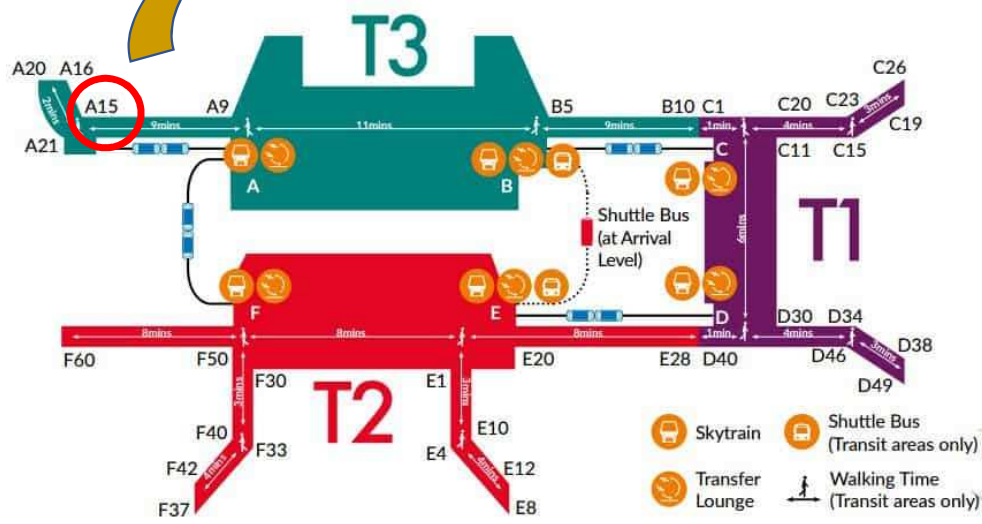 T3
A20 A16
A15
A9
B5
B10 C1
C20
C23
C26
2mins
9mins
11mins
9mins
1min
4mins
3mins
A21
C11
C15
C19
A
B
C
6mins
T1
Shuttle Bus
(at Arrival
Level)
F
E
D
8mins
8mins
8mins
1min
4mins
3mins
D30 D34
D38
F60
F50
F30
E1
E20
E28 D40
D46
D49
3mins
3mins
T2
F40
F33
E4
E10
F42
4mins
4mins
E12
F37
E8
Skytrain
Shuttle Bus
(Transit areas only)
Transfer
Lounge
Walking Time
(Transit areas only)